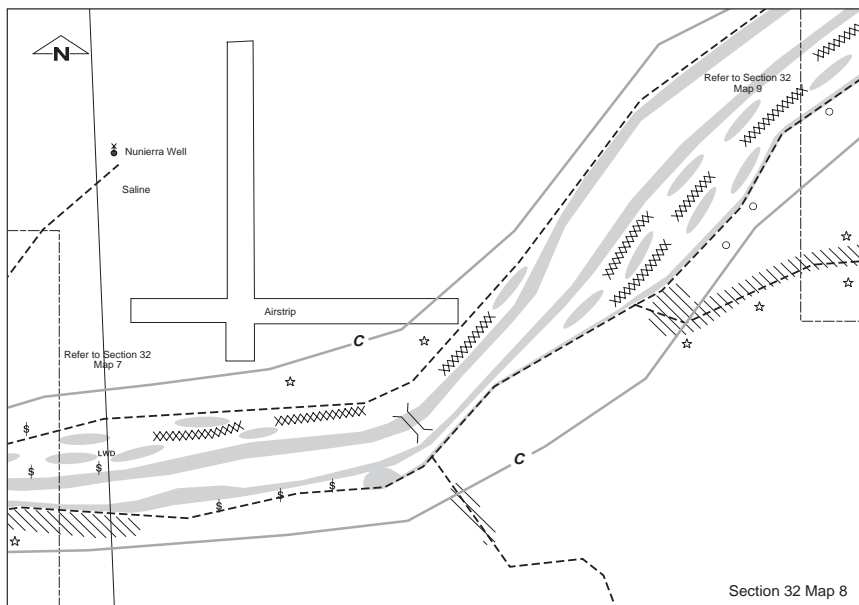 N
Refer to Section 32
Map 9
Nunierra Well
Saline
Airstrip
C
Refer to Section 32
Map 7
$
LWD
$
$
$
$
$
C
Section 32 Map 8